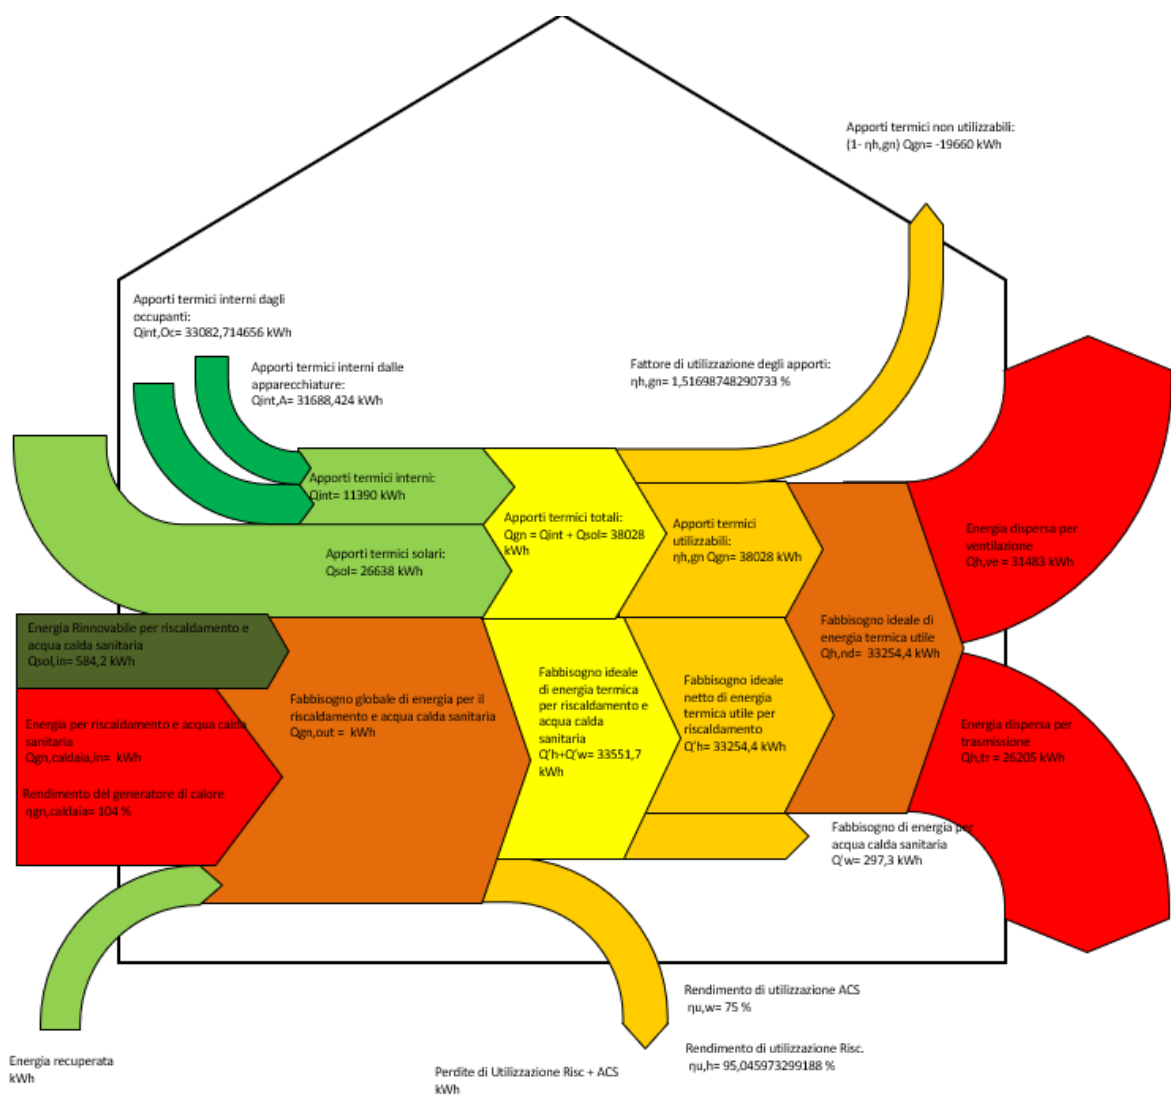 Apporti termici non utilizzabili:
(1- ηh,gn) Qgn= -19660 kWh
Apporti termici interni dagli
occupanti:
Qint,Oc= 33082,714656 kWh
Apporti termici interni dalle
apparecchiature:
Qint,A= 31688,424 kWh
Fattore di utilizzazione degli apporti:
ηh,gn= 1,51698748290733 %
Apporti termici interni:
Qint= 11390 kWh
Apporti termici solari:
Qsol= 26638 kWh
Apporti termici totali:
Qgn = Qint + Qsol= 38028
kWh
Apporti termici
utilizzabili:
ηh,gn Qgn= 38028 kWh
Energia dispersa per
ventilazione
Qh,ve = 31483 kWh
Energia Rinnovabile per riscaldamento e
acqua calda sanitaria
Qsol,in= 584,2 kWh
Fabbisogno ideale di
energia termica utile
Qh,nd=  33254,4 kWh
Energia per riscaldamento e acqua calda
sanitaria
Qgn,caldaia,in=  kWh
Rendimento del generatore di calore
ηgn,caldaia= 104 %
Fabbisogno globale di energia per il
riscaldamento e acqua calda sanitaria
Qgn,out =  kWh
Fabbisogno ideale
di energia termica
per riscaldamento e
acqua calda
sanitaria
Q'h+Q'w= 33551,7
kWh
Fabbisogno ideale
netto di energia
termica utile per
riscaldamento
Q'h= 33254,4 kWh
Energia dispersa per
trasmissione
Qh,tr = 26205 kWh
Fabbisogno di energia per
acqua calda sanitaria
Q'w= 297,3 kWh
Rendimento di utilizzazione ACS
ηu,w= 75 %
Rendimento di utilizzazione Risc.
ηu,h= 95,045973299188 %
Energia recuperata
kWh
Perdite di Utilizzazione Risc + ACS
kWh